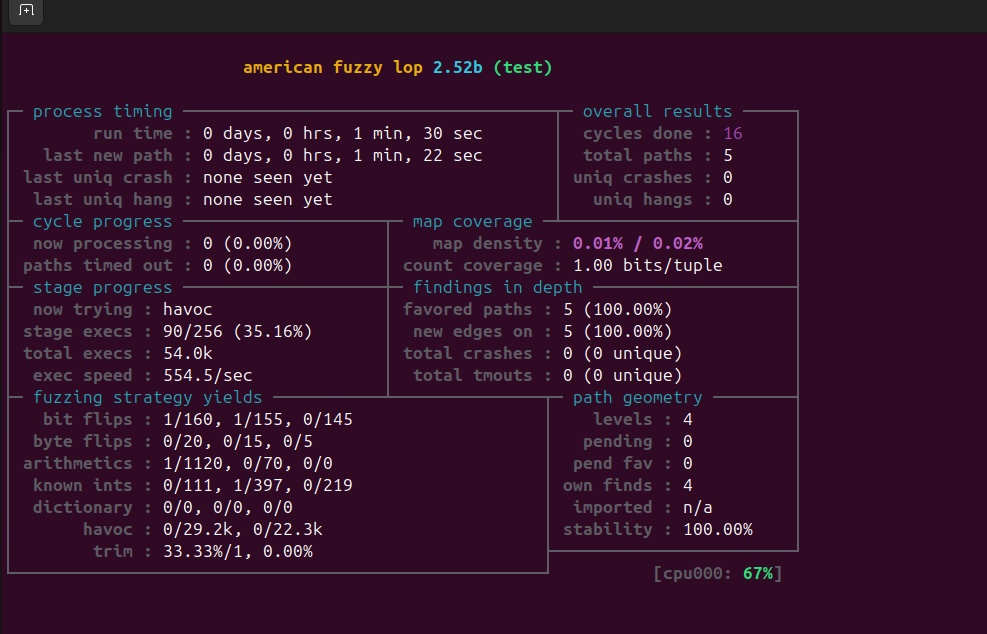 american fuzzy lop 2.52b (test)
process timing
run time : 0 days, 0 hrs, 1 min, 30 sec
last new path : 0 days, 0 hrs, 1 min, 22 sec
last uniq crash : none seen yet
last uniq hang : none seen yet
overall results
cycles done : 16
total paths : 5
uniq crashes : 0
uniq hangs : 0
cycle progress
now processing : 0 (0.00%)
paths timed out : 0 (0.00%)
map coverage
map density : 0.01% / 0.02%
count coverage : 1.00 bits/tuple
stage progress
now trying : havoc
stage execs : 90/256 (35.16%)
total execs : 54.0k
exec speed : 554.5/sec
findings in depth
favored paths : 5 (100.00%)
new edges on : 5 (100.00%)
total crashes : 0 (0 unique)
total tmouts : 0 (0 unique)
fuzzing strategy yields
bit flips : 1/160, 1/155, 0/145
byte flips : 0/20, 0/15, 0/5
arithmetics : 1/1120, 0/70, 0/0
known ints : 0/111, 1/397, 0/219
dictionary : 0/0, 0/0, 0/0
havoc : 0/29.2k, 0/22.3k
trim : 33.33%/1, 0.00%
path geometry
levels : 4
pending : 0
pend fav : 0
own finds : 4
imported : n/a
stability : 100.00%
[cpu000: 67%]